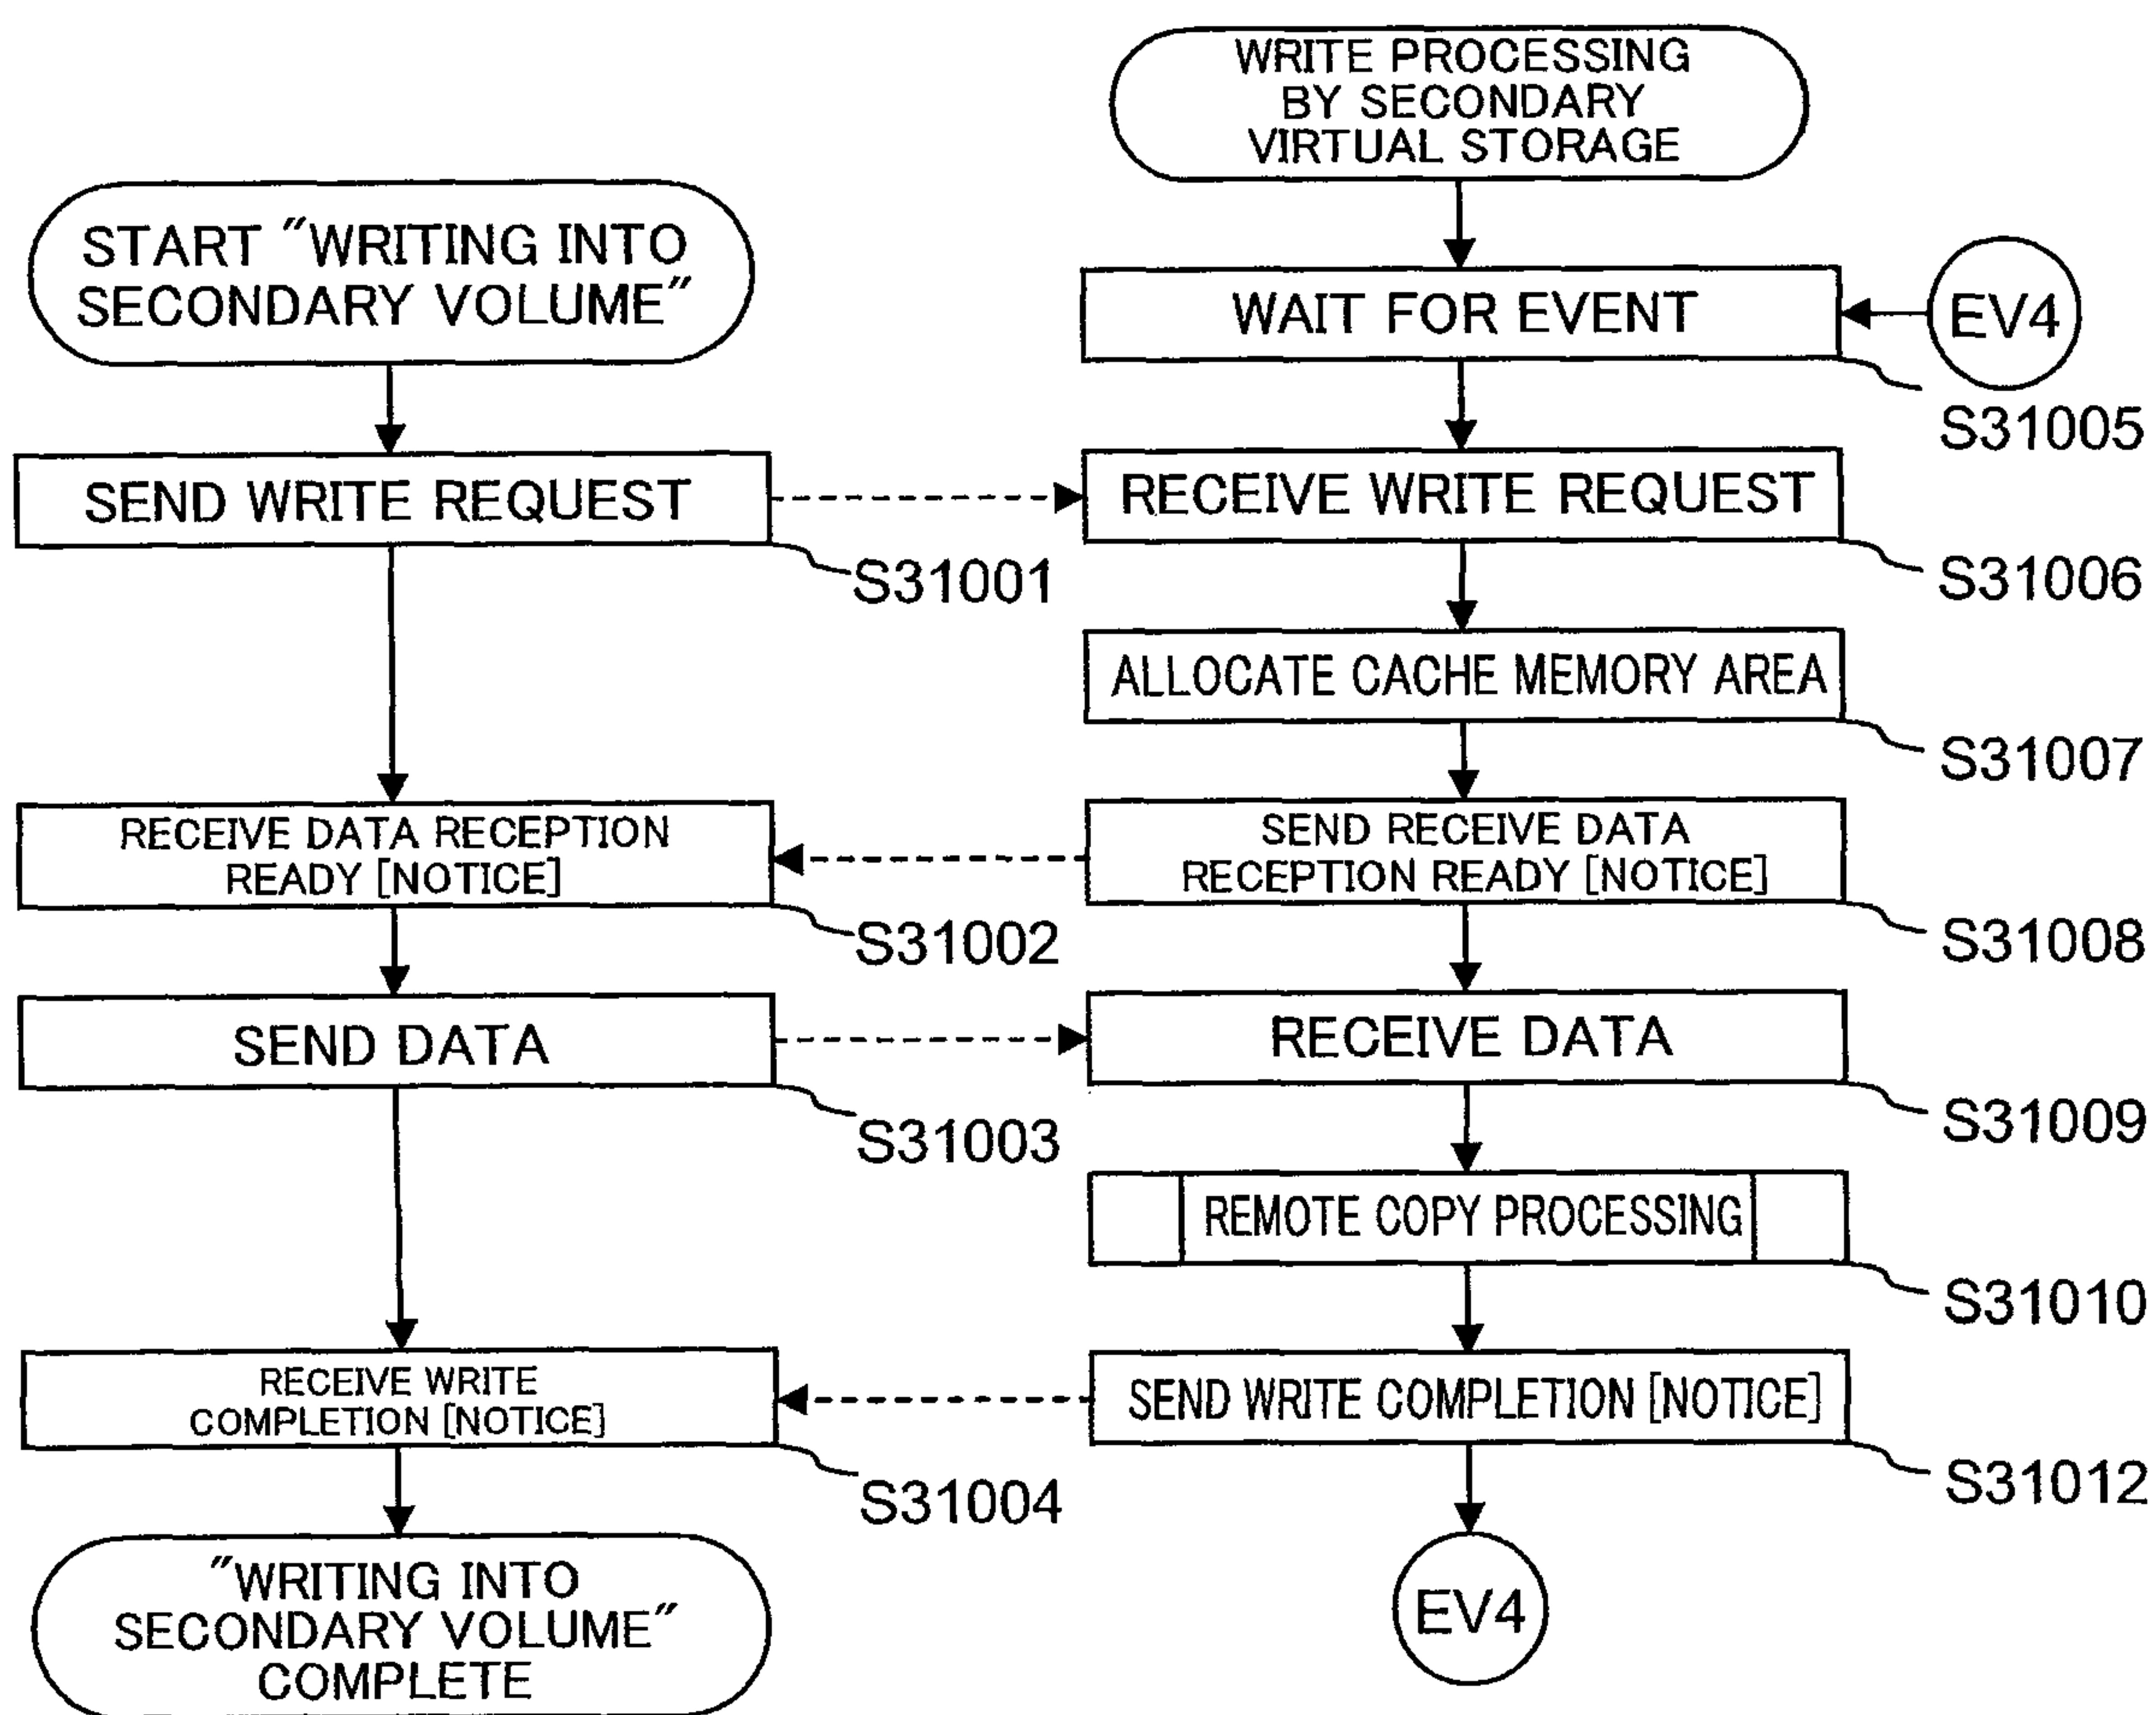 START "WRITING INTO
SECONDARY VOLUME"
SEND WRITE REQUEST
S31001
RECEIVE DATA RECEPTION
READY [NOTICE]
S31002
SEND DATA
S31003
RECEIVE WRITE
COMPLETION [NOTICE]
S31004
"WRITING INTO
SECONDARY VOLUME"
COMPLETE
WRITE PROCESSING
BY SECONDARY
VIRTUAL STORAGE
WAIT FOR EVENT
EV4
S31005
RECEIVE WRITE REQUEST
S31006
ALLOCATE CACHE MEMORY AREA
S31007
SEND RECEIVE DATA
RECEPTION READY [NOTICE]
S31008
RECEIVE DATA
S31009
REMOTE COPY PROCESSING
S31010
SEND WRITE COMPLETION [NOTICE]
S31012
EV4